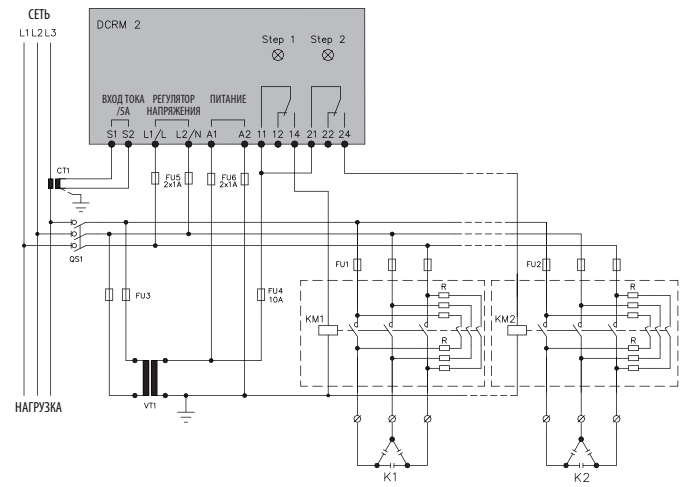 СЕТЬ
L1 L2 L3
DCRM 2
Step 1
Step 2
ВХОД ТОКА
/5A
РЕГУЛЯТОР
НАПРЯЖЕНИЯ
ПИТАНИЕ
S1 S2 L1/L L2/N A1 A2 11 12 14 21 22 24
CT1
FU5
2x1A
FU6
2x1A
QS1
FU1
FU2
FU3
FU4
10A
R
R
KM1
KM2
R
R
НАГРУЗКА
VT1
K1
K2